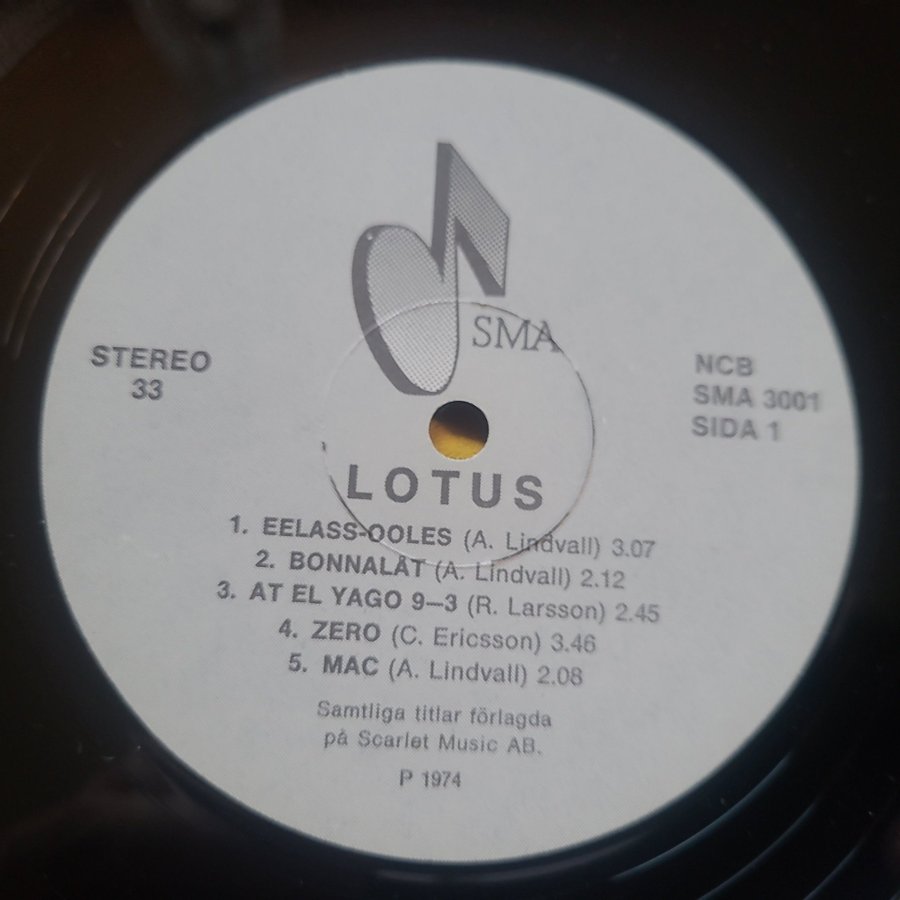 SMA
STEREO
33
NCB
SMA 3001
SIDA 1
LOTUS
1. EELASS-OOLES (A. Lindvall) 3.07
2. BONNALÅT (A. Lindvall) 2.12
3. AT EL YAGO 9–3 (R. Larsson) 2.45
4. ZERO (C. Ericsson) 3.46
5. MAC (A. Lindvall) 2.08
Samtliga titlar förlagda
på Scarlet Music AB.
P 1974